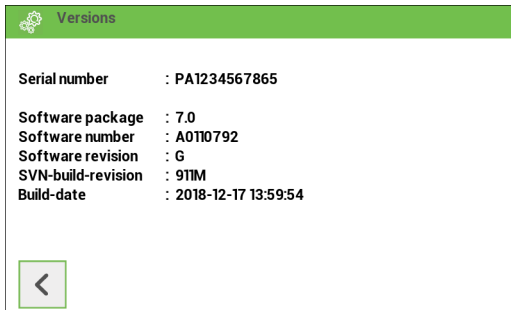 Versions
Serial number : PA1234567865
Software package : 7.0
Software number : A0110792
Software revision : G
SVN-build-revision : 911M
Build-date : 2018-12-17 13:59:54